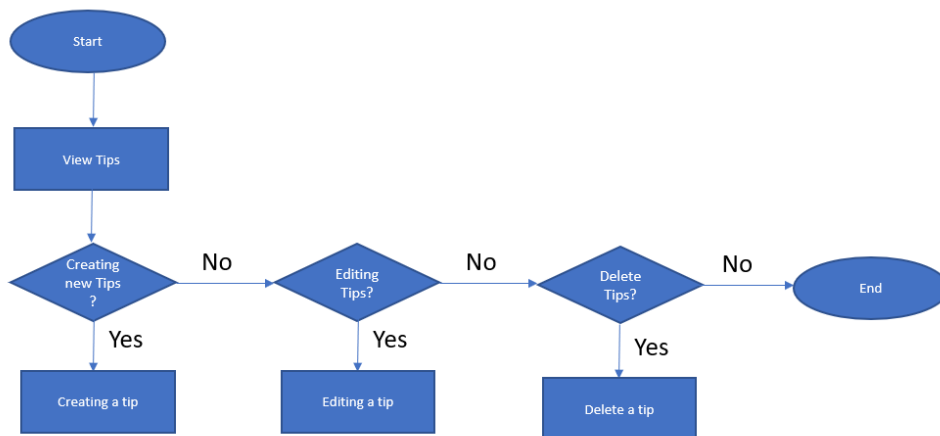 Start
View Tips
Creating
new Tips
?
No
Editing
Tips?
No
Delete
Tips?
No
End
Yes
Yes
Yes
Creating a tip
Editing a tip
Delete a tip